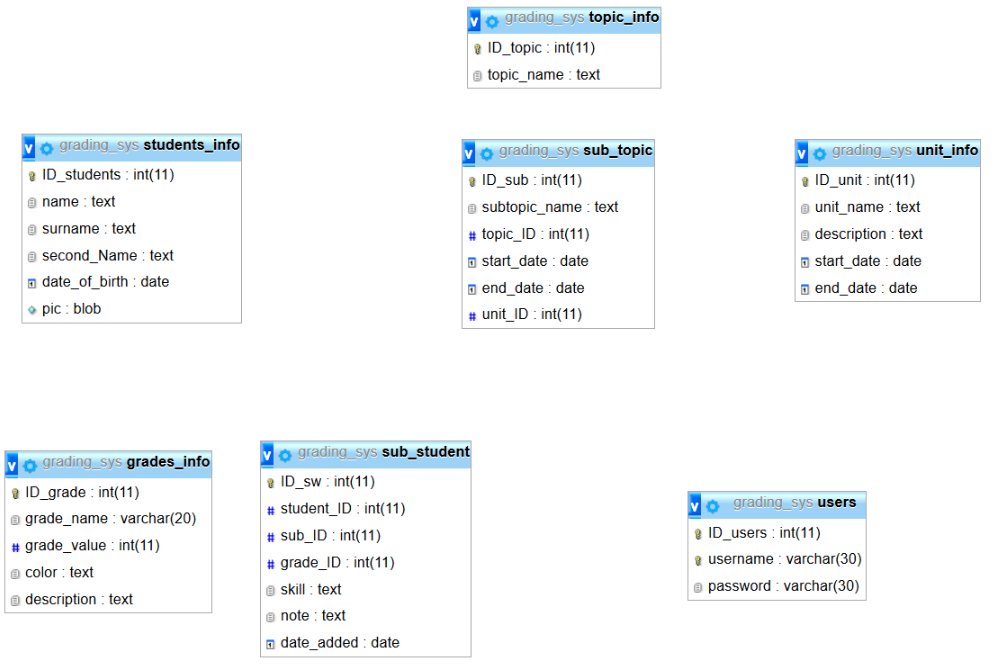 grading_sys topic_info
ID_topic : int(11)
topic_name : text
grading_sys students_info
ID_students : int(11)
name : text
surname : text
second_Name : text
date_of_birth : date
pic : blob
grading_sys sub_topic
ID_sub : int(11)
subtopic_name : text
topic_ID : int(11)
start_date : date
end_date : date
unit_ID : int(11)
grading_sys unit_info
ID_unit : int(11)
unit_name : text
description : text
start_date : date
end_date : date
grading_sys grades_info
ID_grade : int(11)
grade_name : varchar(20)
grade_value : int(11)
color : text
description : text
grading_sys sub_student
ID_sw : int(11)
student_ID : int(11)
sub_ID : int(11)
grade_ID : int(11)
skill : text
note : text
date_added : date
grading_sys users
ID_users : int(11)
username : varchar(30)
password : varchar(30)